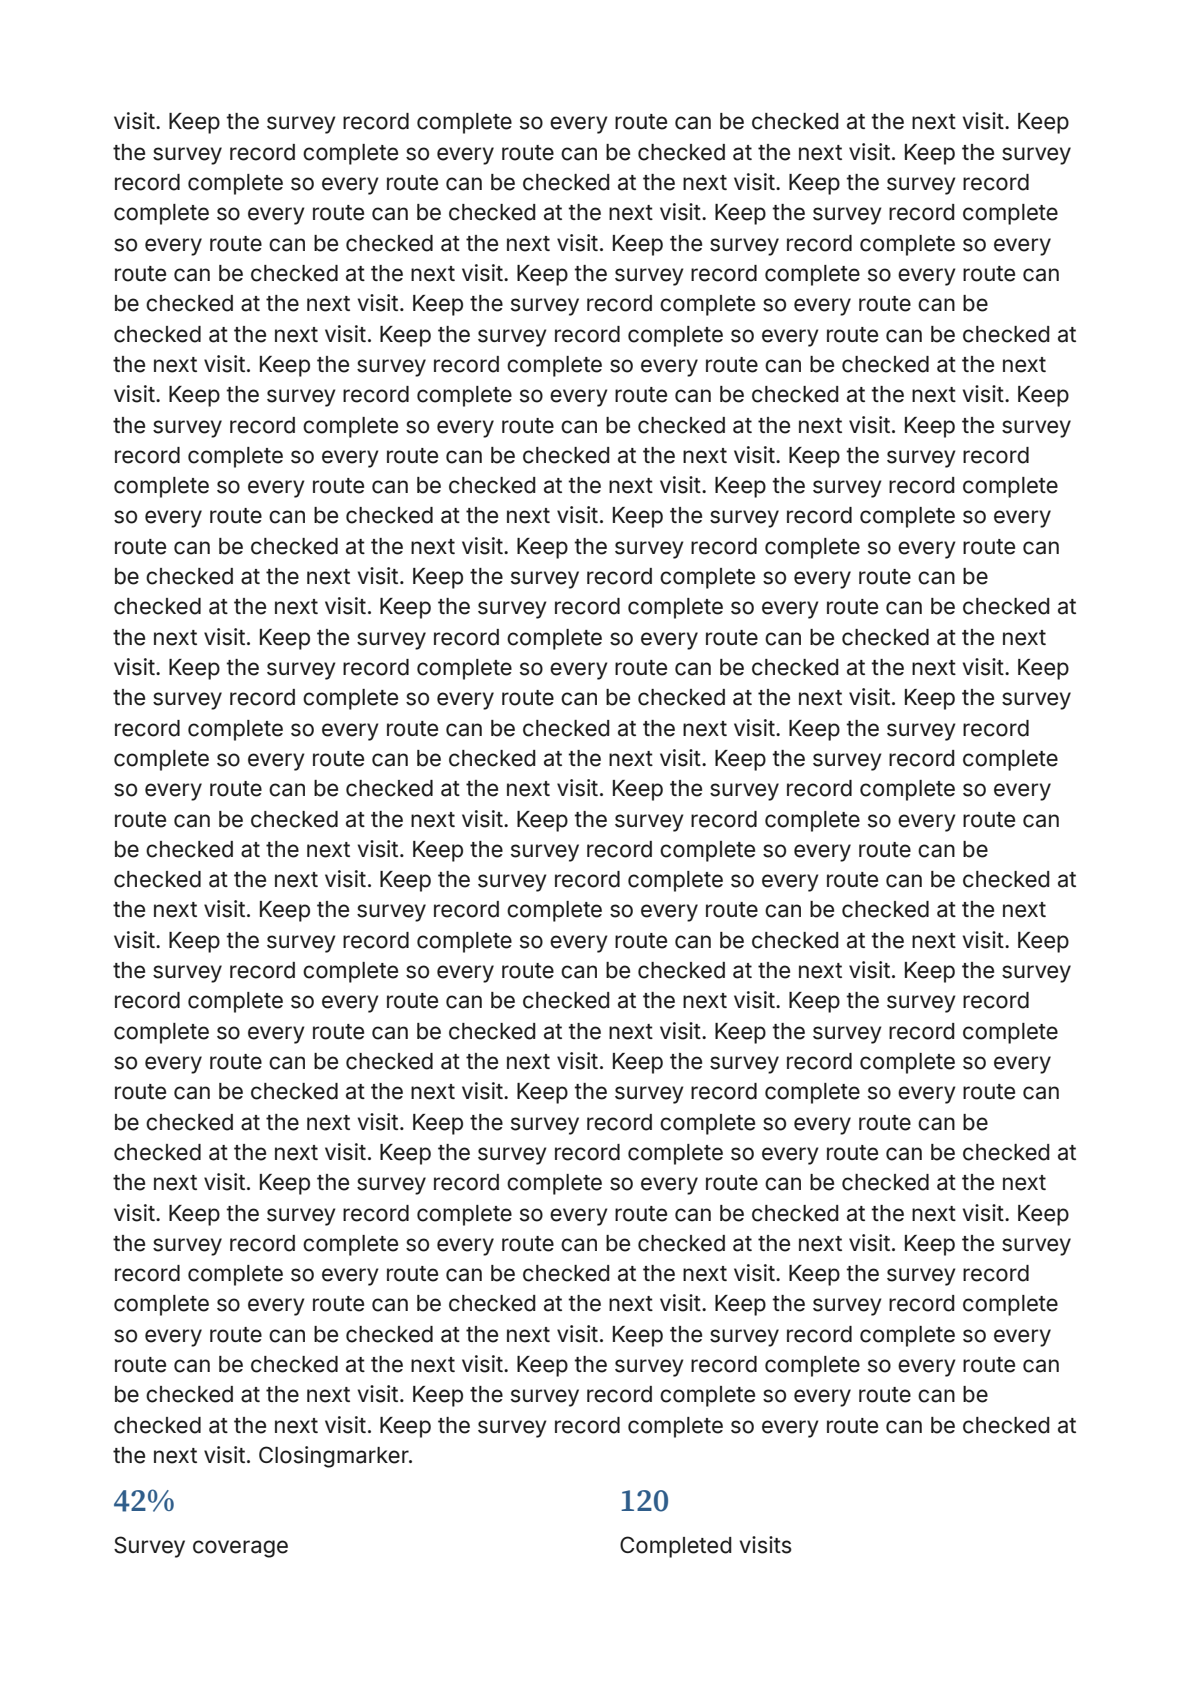 visit. Keep the survey record complete so every route can be checked at the next visit. Keep
the survey record complete so every route can be checked at the next visit. Keep the survey
record complete so every route can be checked at the next visit. Keep the survey record
complete so every route can be checked at the next visit. Keep the survey record complete
so every route can be checked at the next visit. Keep the survey record complete so every
route can be checked at the next visit. Keep the survey record complete so every route can
be checked at the next visit. Keep the survey record complete so every route can be
checked at the next visit. Keep the survey record complete so every route can be checked at
the next visit. Keep the survey record complete so every route can be checked at the next
visit. Keep the survey record complete so every route can be checked at the next visit. Keep
the survey record complete so every route can be checked at the next visit. Keep the survey
record complete so every route can be checked at the next visit. Keep the survey record
complete so every route can be checked at the next visit. Keep the survey record complete
so every route can be checked at the next visit. Keep the survey record complete so every
route can be checked at the next visit. Keep the survey record complete so every route can
be checked at the next visit. Keep the survey record complete so every route can be
checked at the next visit. Keep the survey record complete so every route can be checked at
the next visit. Keep the survey record complete so every route can be checked at the next
visit. Keep the survey record complete so every route can be checked at the next visit. Keep
the survey record complete so every route can be checked at the next visit. Keep the survey
record complete so every route can be checked at the next visit. Keep the survey record
complete so every route can be checked at the next visit. Keep the survey record complete
so every route can be checked at the next visit. Keep the survey record complete so every
route can be checked at the next visit. Keep the survey record complete so every route can
be checked at the next visit. Keep the survey record complete so every route can be
checked at the next visit. Keep the survey record complete so every route can be checked at
the next visit. Keep the survey record complete so every route can be checked at the next
visit. Keep the survey record complete so every route can be checked at the next visit. Keep
the survey record complete so every route can be checked at the next visit. Keep the survey
record complete so every route can be checked at the next visit. Keep the survey record
complete so every route can be checked at the next visit. Keep the survey record complete
so every route can be checked at the next visit. Keep the survey record complete so every
route can be checked at the next visit. Keep the survey record complete so every route can
be checked at the next visit. Keep the survey record complete so every route can be
checked at the next visit. Keep the survey record complete so every route can be checked at
the next visit. Keep the survey record complete so every route can be checked at the next
visit. Keep the survey record complete so every route can be checked at the next visit. Keep
the survey record complete so every route can be checked at the next visit. Keep the survey
record complete so every route can be checked at the next visit. Keep the survey record
complete so every route can be checked at the next visit. Keep the survey record complete
so every route can be checked at the next visit. Keep the survey record complete so every
route can be checked at the next visit. Keep the survey record complete so every route can
be checked at the next visit. Keep the survey record complete so every route can be
checked at the next visit. Keep the survey record complete so every route can be checked at
the next visit. Closingmarker.
42%
Survey coverage
120
Completed visits